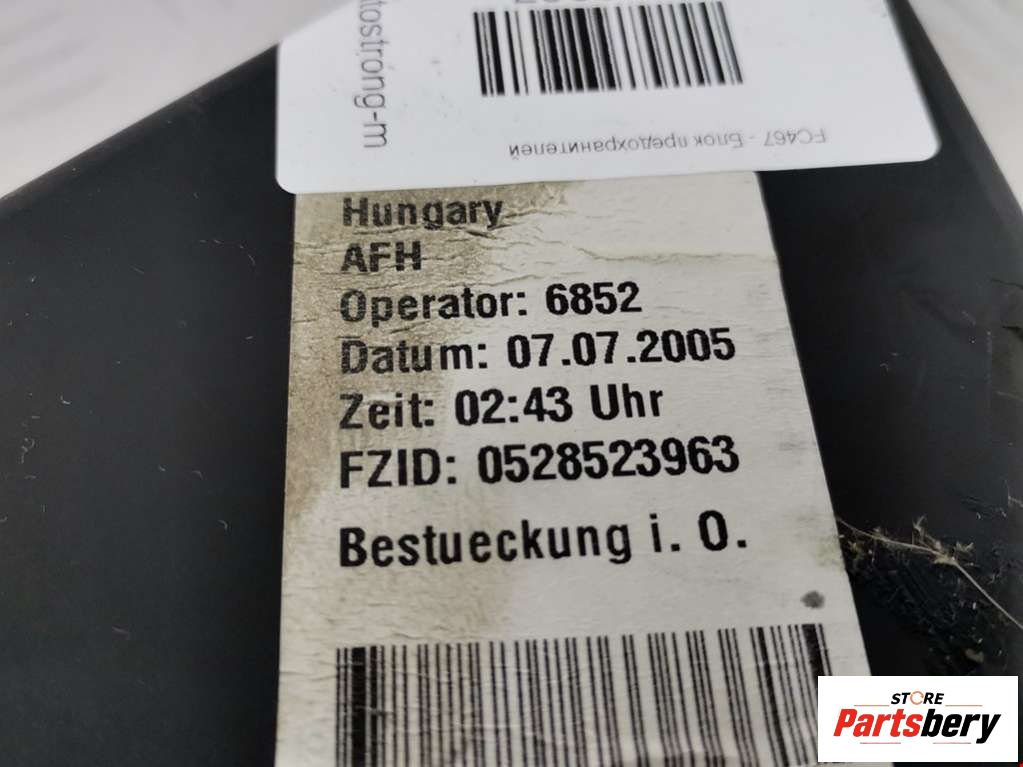 FC467 - Блок предохранителей
Hungary
AFH
Operator: 6852
Datum: 07.07.2005
Zeit: 02:43 Uhr
FZID: 0528523963
Bestueckung i. O.
STORE
Partsbery